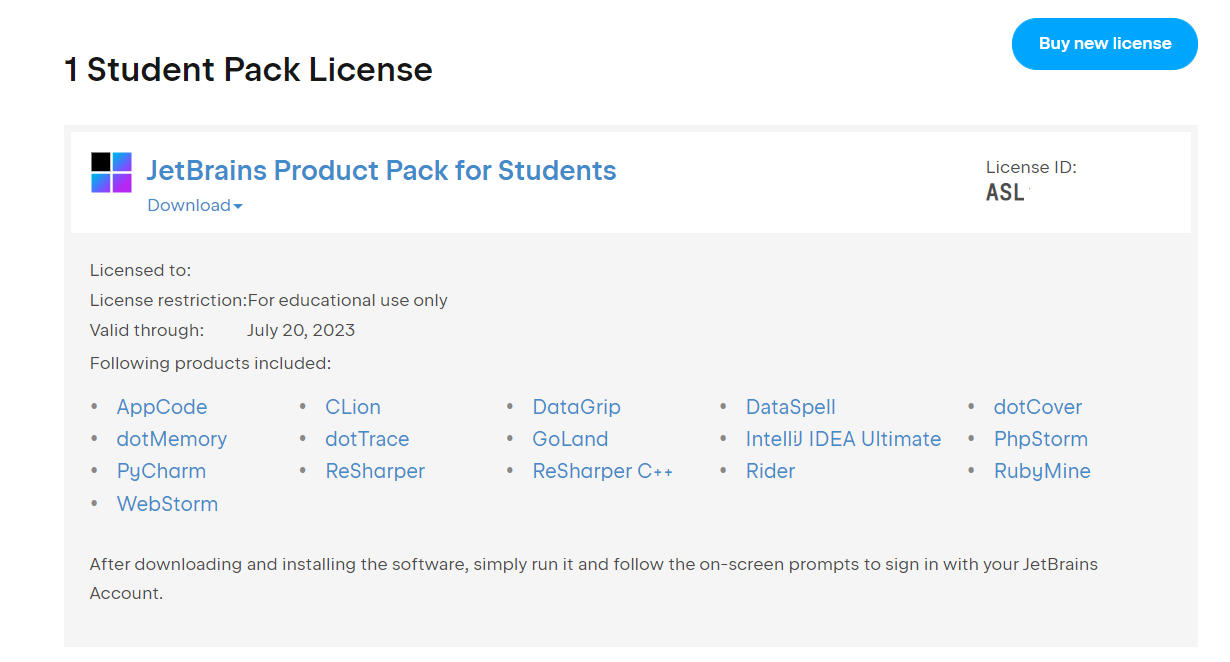 Buy new license
1 Student Pack License
JetBrains Product Pack for Students
Download
License ID:
ASL
Licensed to:
License restriction:For educational use only
Valid through: July 20, 2023
Following products included:
• AppCode • CLion • DataGrip • DataSpell • dotCover
• dotMemory • dotTrace • GoLand • IntelliJ IDEA Ultimate • PhpStorm
• PyCharm • ReSharper • ReSharper C++ • Rider • RubyMine
• WebStorm
After downloading and installing the software, simply run it and follow the on-screen prompts to sign in with your JetBrains
Account.